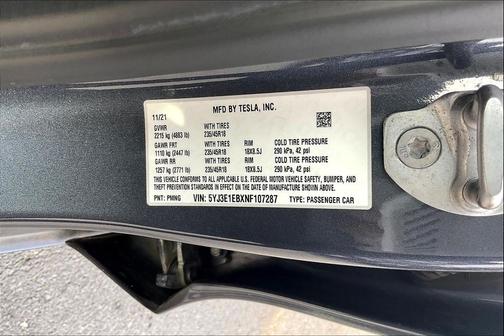 MFD BY TESLA, INC.
11/21
GVWR WITH TIRES
2215 kg (4883 lb) 235/45R18
GAWR FRT WITH TIRES RIM COLD TIRE PRESSURE
1110 kg (2447 lb) 235/45R18 18X8.5J 290 kPa, 42 psi
GAWR RR WITH TIRES RIM COLD TIRE PRESSURE
1257 kg (2771 lb) 235/45R18 18X8.5J 290 kPa, 42 psi
THIS VEHICLE CONFORMS TO ALL APPLICABLE U.S. FEDERAL MOTOR VEHICLE SAFETY, BUMPER, AND
THEFT PREVENTION STANDARDS IN EFFECT ON THE DATE OF MANUFACTURE SHOWN ABOVE.
PNT: PMNG VIN: 5YJ3E1EBXNF107287 TYPE: PASSENGER CAR